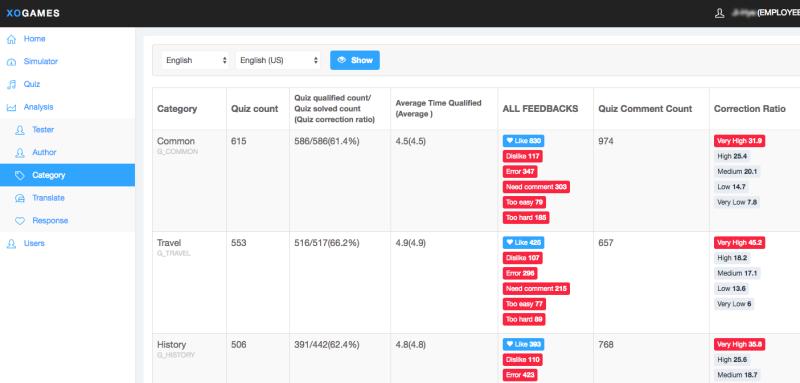 XOGAMES
(EMPLOYEE
Home
Simulator
Quiz
Analysis
Tester
Author
Category
Translate
Response
Users
English
English (US)
Show
Category
Quiz count
Quiz qualified count/
Quiz solved count
(Quiz correction ratio)
Average Time Qualified
(Average )
ALL FEEDBACKS
Quiz Comment Count
Correction Ratio
Common
G_COMMON
615
586/586(61.4%)
4.5(4.5)
Like 830
Dislike 117
Error 347
Need comment 303
Too easy 79
Too hard 185
974
Very High 31.9
High 25.4
Medium 20.1
Low 14.7
Very Low 7.8
Travel
G_TRAVEL
553
516/517(66.2%)
4.9(4.9)
Like 425
Dislike 107
Error 296
Need comment 215
Too easy 77
Too hard 89
657
Very High 45.2
High 18.2
Medium 17.1
Low 13.6
Very Low 6
History
G_HISTORY
506
391/442(62.4%)
4.8(4.8)
Like 393
Dislike 110
Error 423
768
Very High 35.8
High 25.6
Medium 18.7